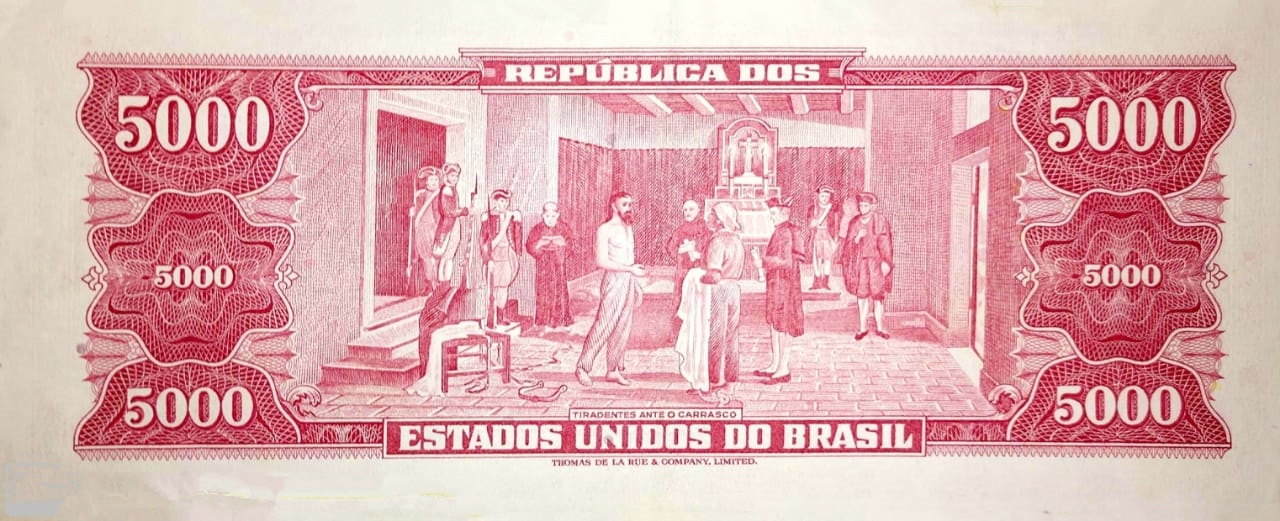 REPÚBLICA DOS
5000 5000
5000 5000
5000 5000
TIRADENTES ANTE O CARRASCO
ESTADOS UNIDOS DO BRASIL
THOMAS DE LA RUE & COMPANY, LIMITED.